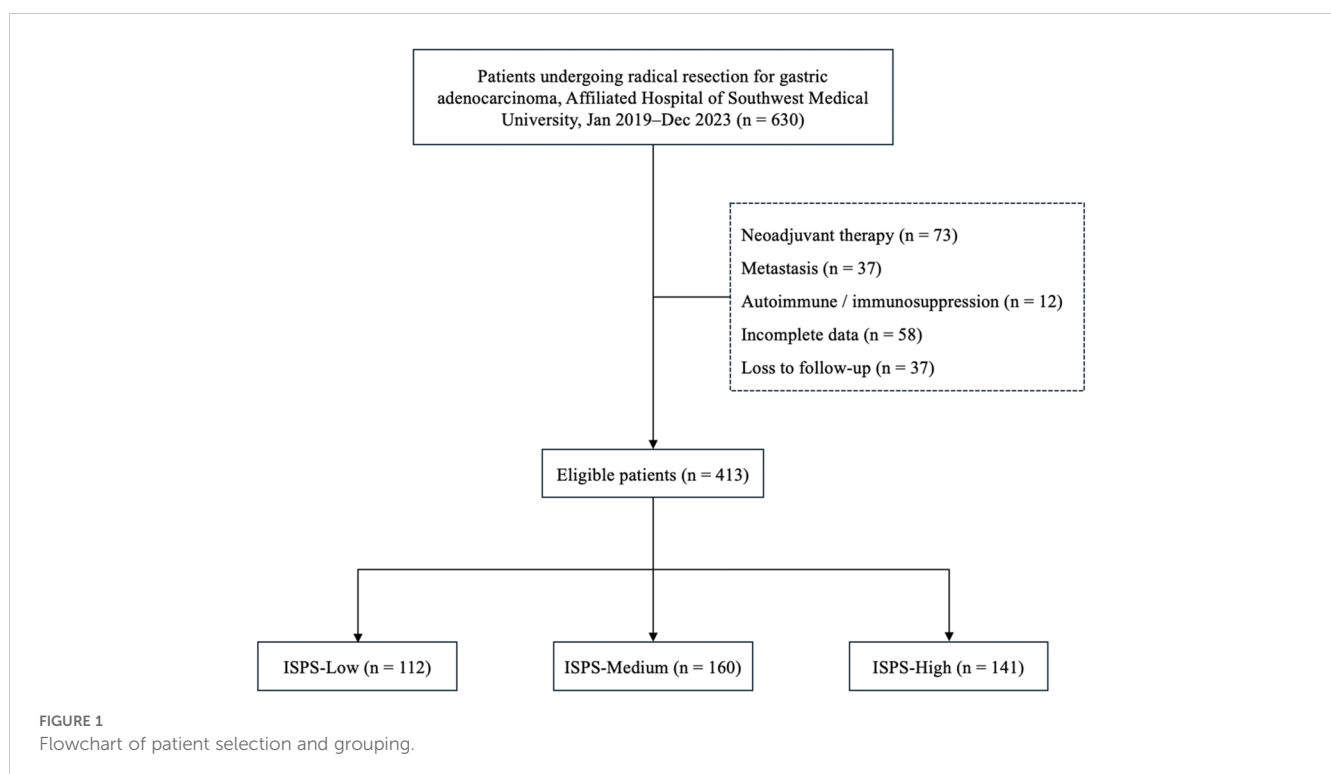 Patients undergoing radical resection for gastric
adenocarcinoma, Affiliated Hospital of Southwest Medical
University, Jan 2019–Dec 2023 (n = 630)
Neoadjuvant therapy (n = 73)
Metastasis (n = 37)
Autoimmune / immunosuppression (n = 12)
Incomplete data (n = 58)
Loss to follow-up (n = 37)
Eligible patients (n = 413)
ISPS-Low (n = 112)
ISPS-Medium (n = 160)
ISPS-High (n = 141)
FIGURE 1
Flowchart of patient selection and grouping.